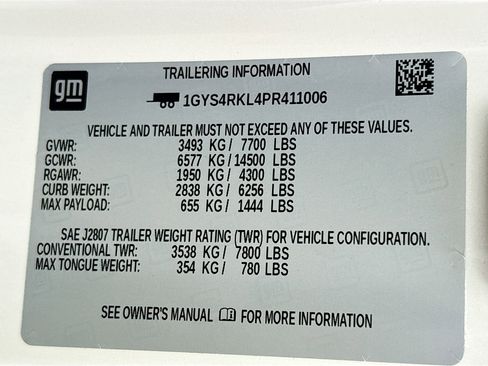 TRAILERING INFORMATION
gm
1GYS4RKL4PR411006
VEHICLE AND TRAILER MUST NOT EXCEED ANY OF THESE VALUES.
GVWR: 3493 KG / 7700 LBS
GCWR: 6577 KG / 14500 LBS
RGAWR: 1950 KG / 4300 LBS
CURB WEIGHT: 2838 KG / 6256 LBS
MAX PAYLOAD: 655 KG / 1444 LBS
SAE J2807 TRAILER WEIGHT RATING (TWR) FOR VEHICLE CONFIGURATION.
CONVENTIONAL TWR: 3538 KG / 7800 LBS
MAX TONGUE WEIGHT: 354 KG / 780 LBS
SEE OWNER'S MANUAL FOR MORE INFORMATION